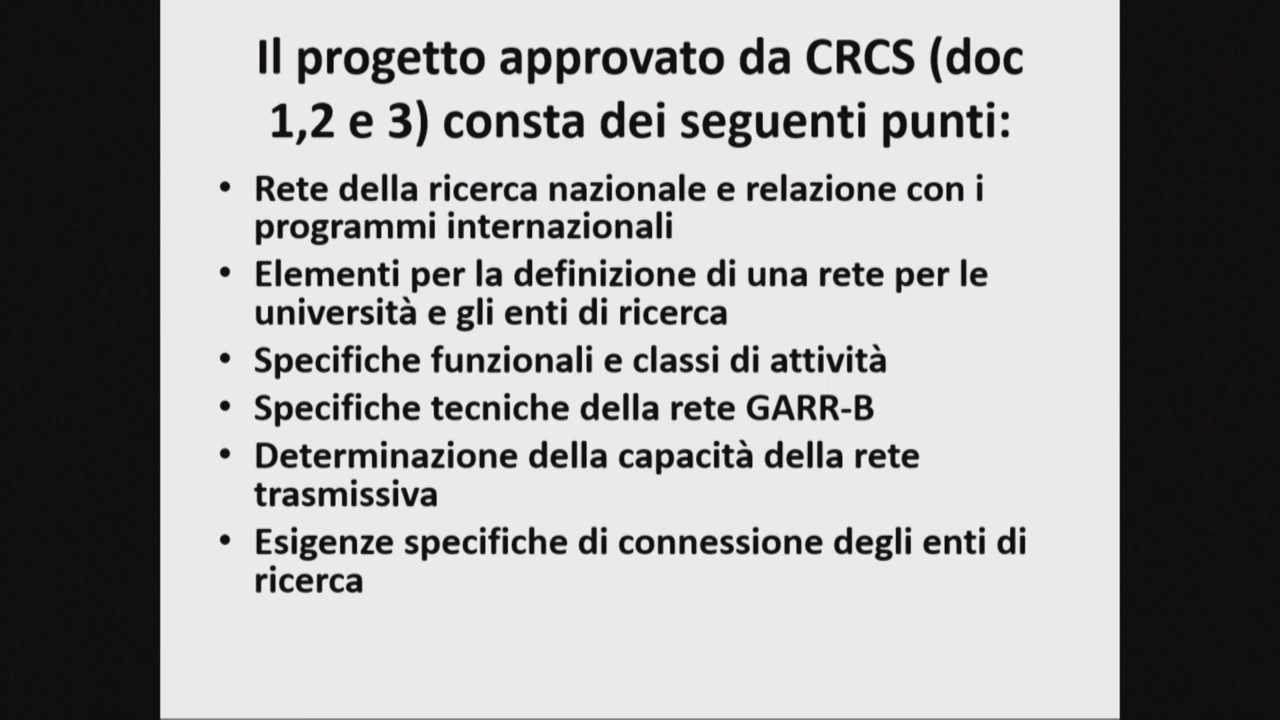 Il progetto approvato da CRCS (doc
1,2 e 3) consta dei seguenti punti:
• Rete della ricerca nazionale e relazione con i
programmi internazionali
• Elementi per la definizione di una rete per le
università e gli enti di ricerca
• Specifiche funzionali e classi di attività
• Specifiche tecniche della rete GARR-B
• Determinazione della capacità della rete
trasmissiva
• Esigenze specifiche di connessione degli enti di
ricerca